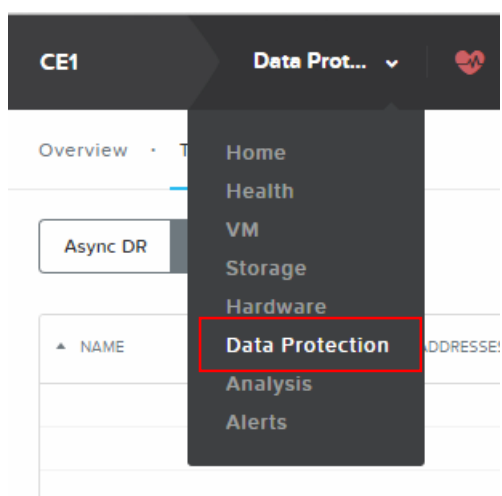 CE1 Data Prot...
Overview · T
Home
Health
VM
Async DR
Storage
Hardware
NAME Data Protection ADDRESSES
Analysis
Alerts